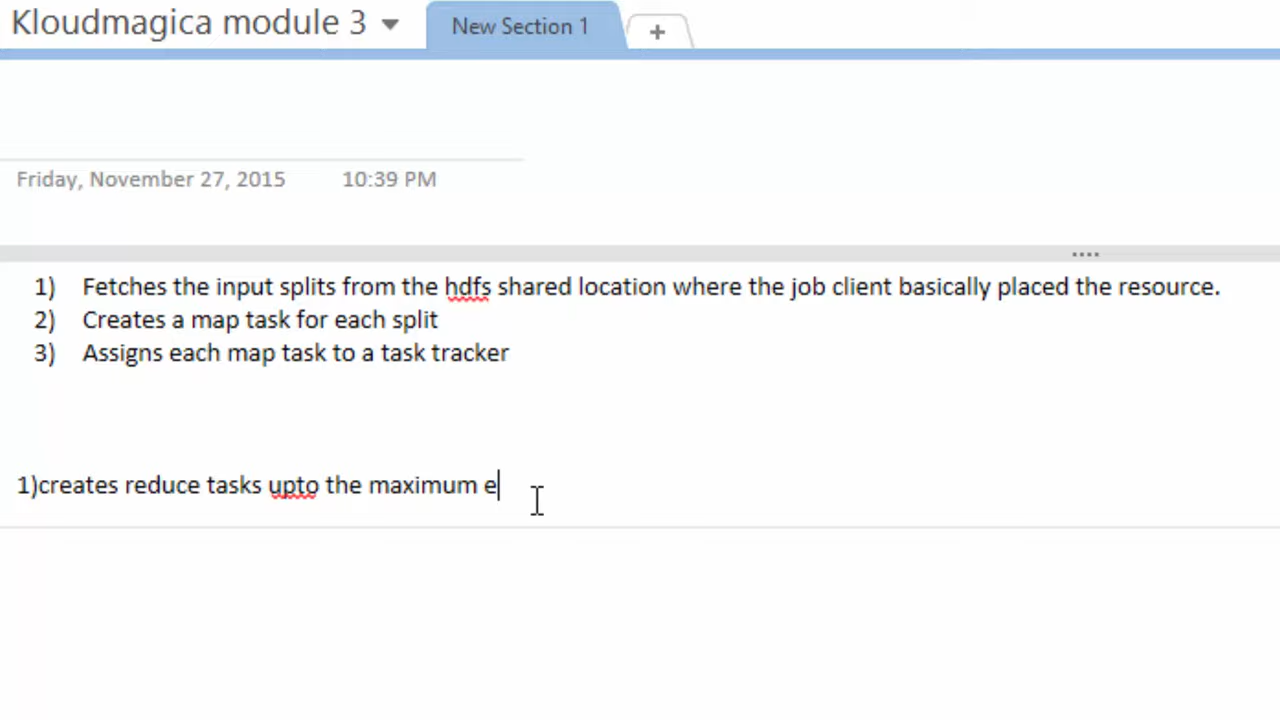 Kloudmagica module 3
New Section 1
+
Friday, November 27, 2015 10:39 PM
1) Fetches the input splits from the hdfs shared location where the job client basically placed the resource.
2) Creates a map task for each split
3) Assigns each map task to a task tracker
1)creates reduce tasks upto the maximum e